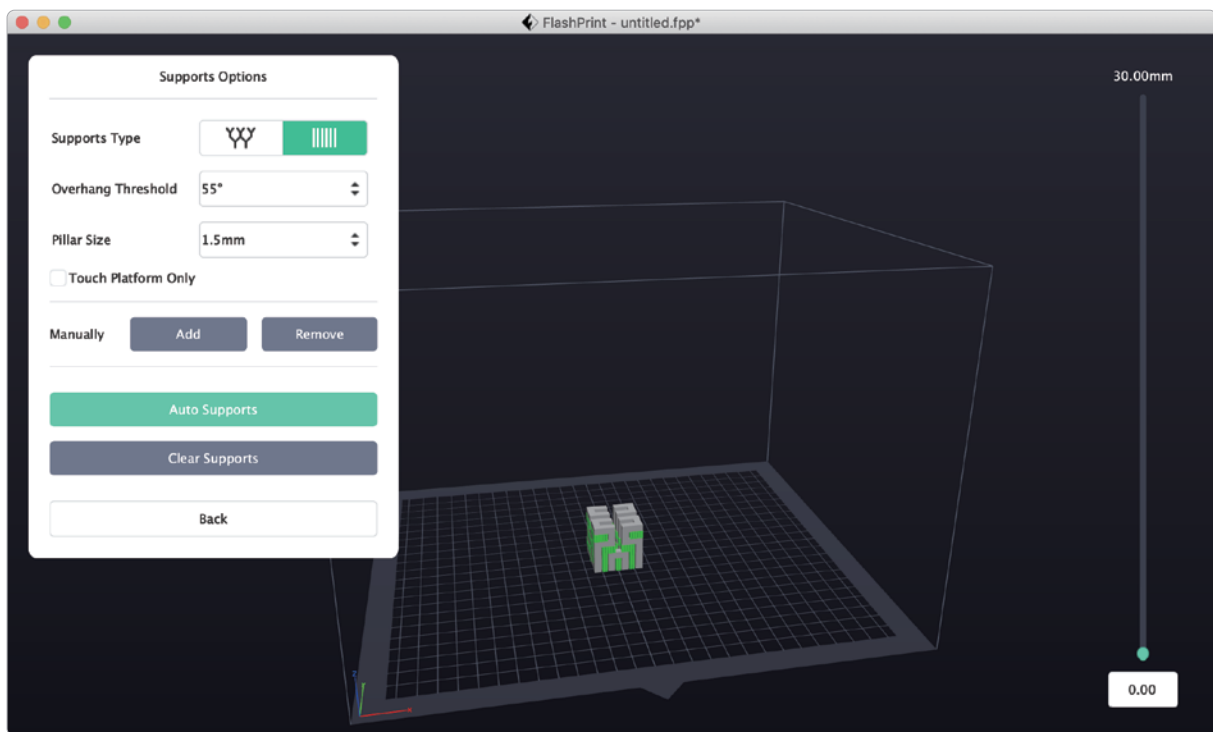 FlashPrint - untitled.fpp*
Supports Options
30.00mm
Supports Type
Overhang Threshold 55°
Pillar Size 1.5mm
Touch Platform Only
Manually Add Remove
Auto Supports
Clear Supports
Back
z
0.00